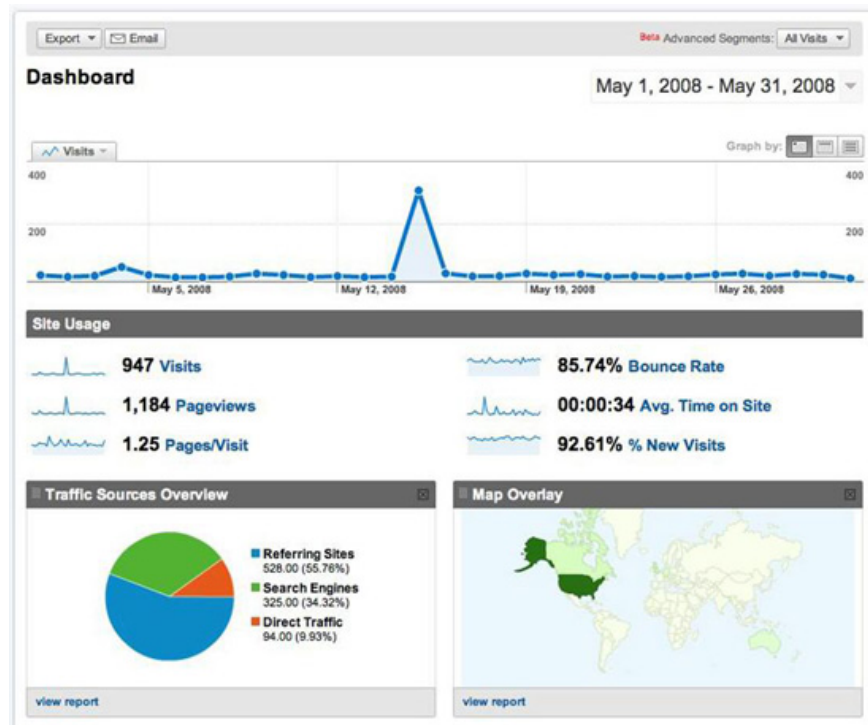 Export Email Beta Advanced Segments: All Visits
Dashboard
May 1, 2008 - May 31, 2008
Visits Graph by:
400 400
200 200
May 5, 2008 May 12, 2008 May 19, 2008 May 26, 2008
Site Usage
947 Visits 85.74% Bounce Rate
1,184 Pageviews 00:00:34 Avg. Time on Site
1.25 Pages/Visit 92.61% % New Visits
Traffic Sources Overview Map Overlay
Referring Sites
528.00 (55.76%)
Search Engines
325.00 (34.32%)
Direct Traffic
94.00 (9.93%)
view report view report